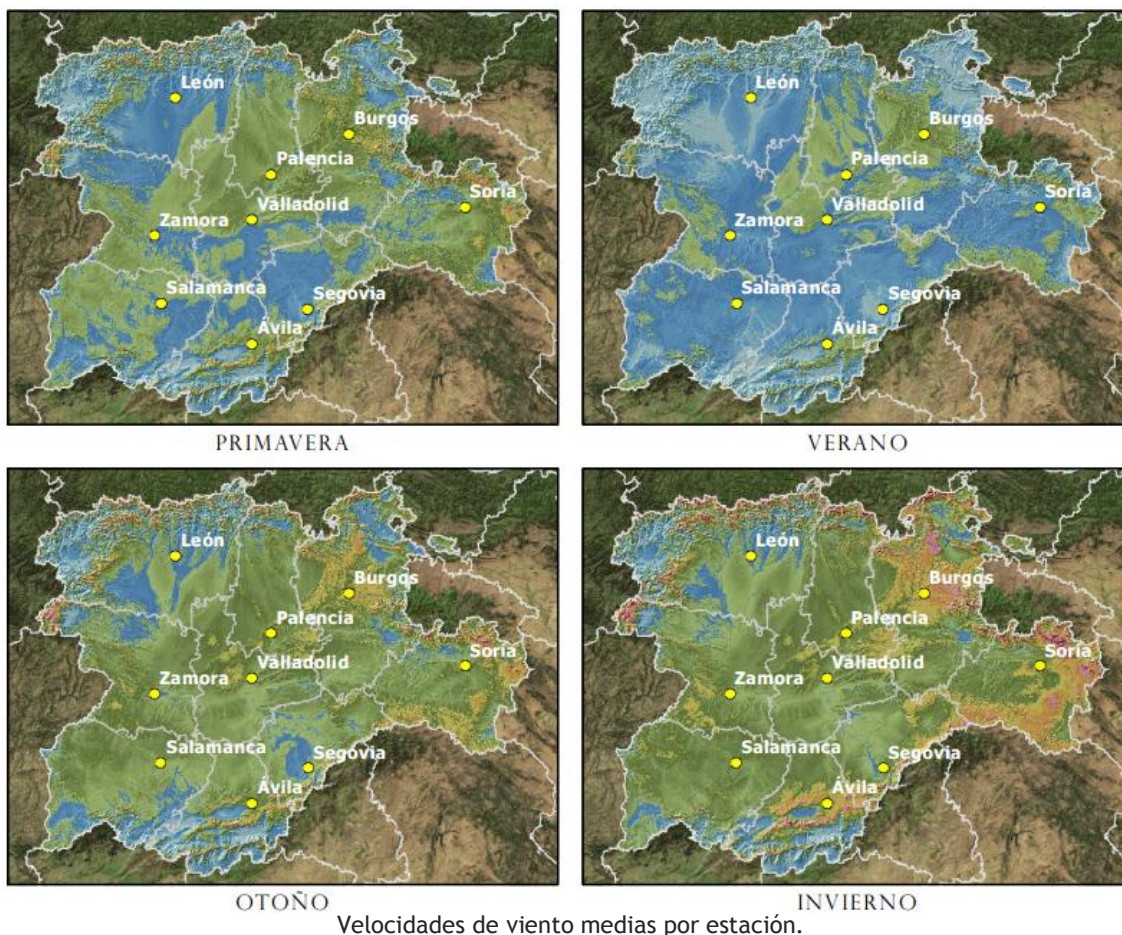 León
Burgos
Palencia
Soria
Valladolid
Zamora
Salamanca
Segovia
Ávila
PRIMAVERA
León
Burgos
Palencia
Soria
Valladolid
Zamora
Salamanca
Segovia
Ávila
VERANO
León
Burgos
Palencia
Soria
Valladolid
Zamora
Salamanca
Segovia
Ávila
OTOÑO
León
Burgos
Palencia
Soria
Valladolid
Zamora
Salamanca
Segovia
Ávila
INVIERNO
Velocidades de viento medias por estación.